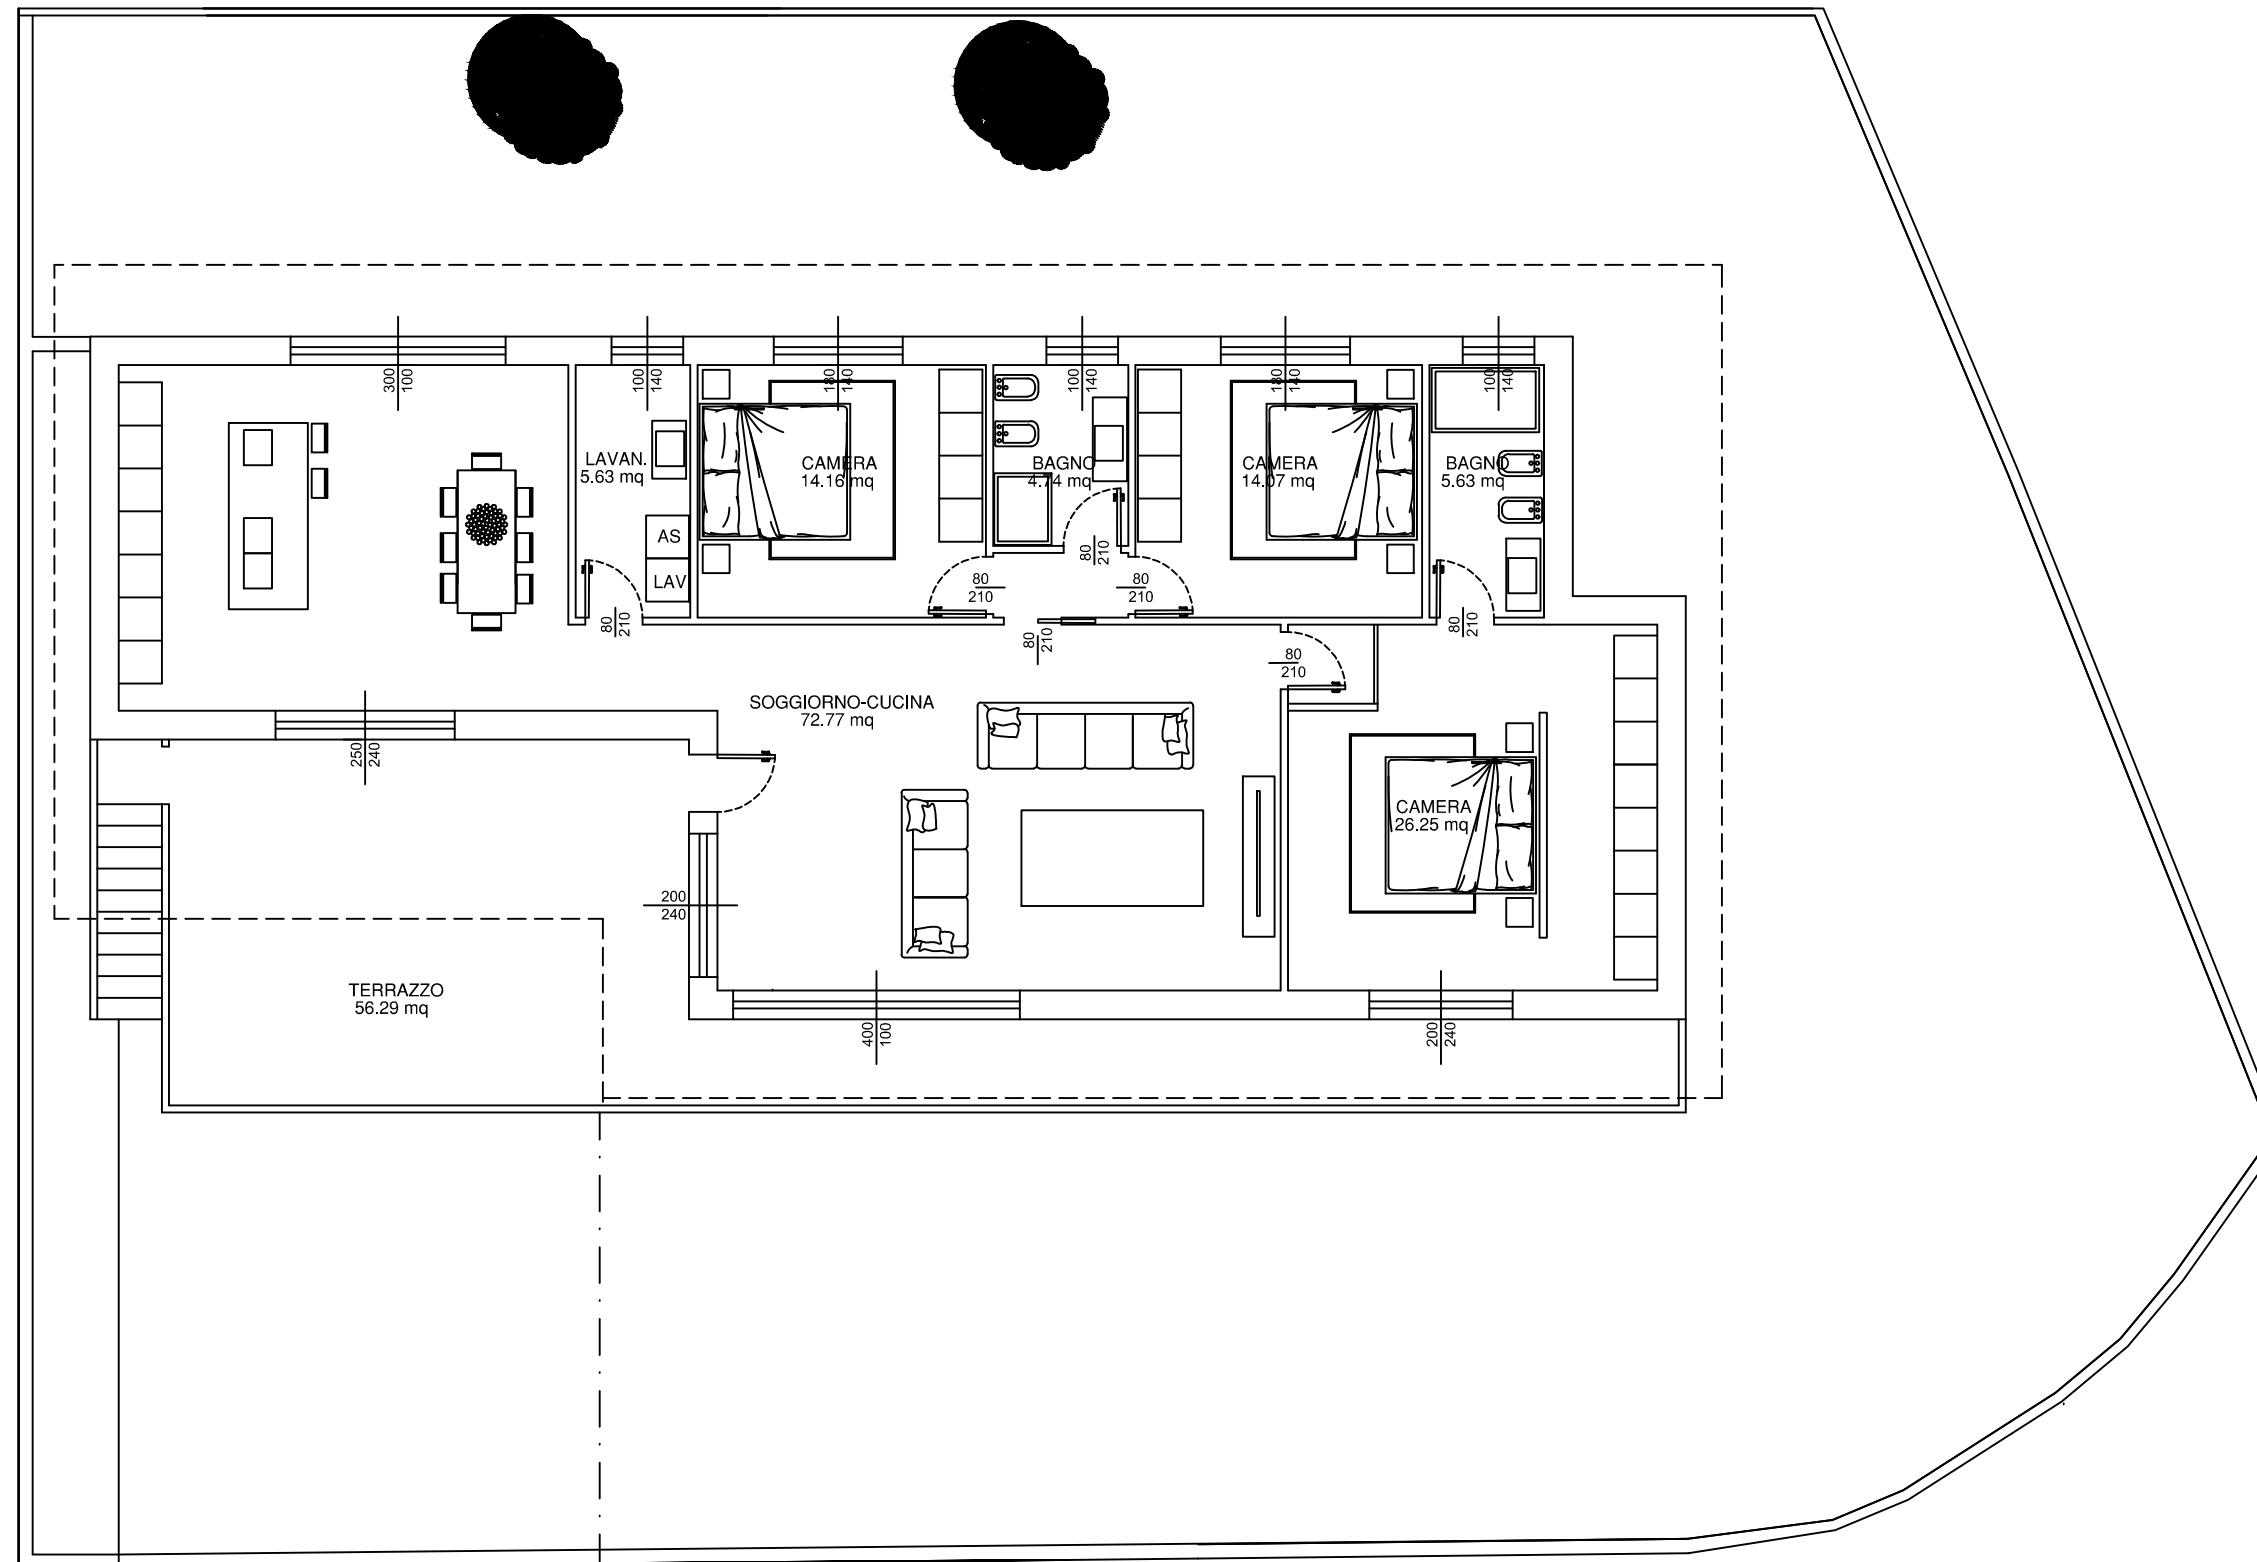 300
100
100
140
180
140
100
140
180
140
100
140
LAVAN.
5.63 mq
CAMERA
14.16 mq
BAGNO
4.74 mq
CAMERA
14.07 mq
BAGNO
5.63 mq
AS
LAV
80
210
80
210
80
210
80
210
80
210
80
210
80
210
SOGGIORNO-CUCINA
72.77 mq
250
240
CAMERA
26.25 mq
200
240
TERRAZZO
56.29 mq
400
100
200
240